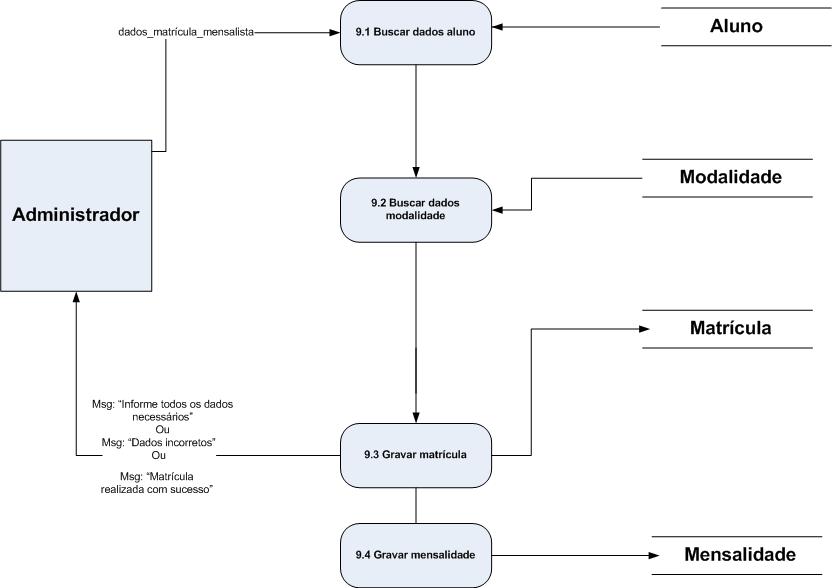 dados_matrícula_mensalista
9.1 Buscar dados aluno
Aluno
Administrador
9.2 Buscar dados
modalidade
Modalidade
Matrícula
Msg: “Informe todos os dados
necessários”
Ou
Msg: “Dados incorretos”
Ou
Msg: “Matrícula
realizada com sucesso”
9.3 Gravar matrícula
9.4 Gravar mensalidade
Mensalidade